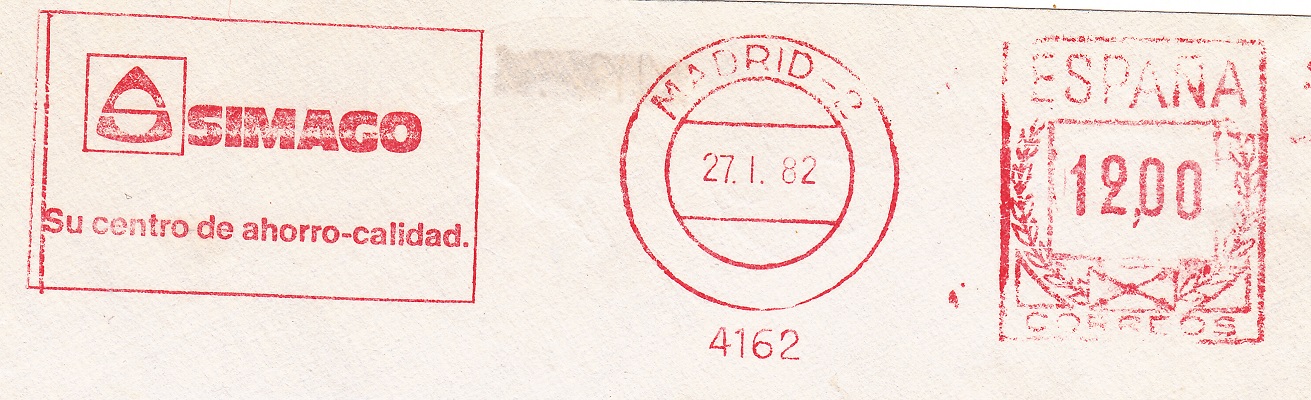 SIMAGO
Su centro de ahorro-calidad.
MADRID-2
27. I. 82
4162
ESPAÑA
12,00
CORREOS